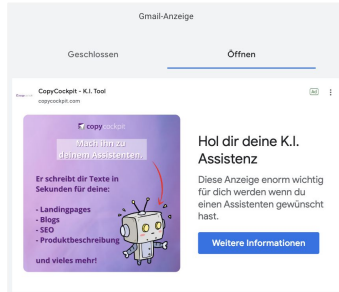 Gmail-Anzeige
Geschlossen
Öffnen
CopyCockpit - K.I. Tool
Ad
copycockpit.com
copycockpit
Mach ihn zu
deinem Assistenten.
Er schreibt dir Texte in
Sekunden für deine:
- Landingpages
- Blogs
- SEO
- Produktbeschreibung
und vieles mehr!
Hol dir deine K.I.
Assistenz
Diese Anzeige enorm wichtig
für dich werden wenn du
einen Assistenten gewünscht
hast.
Weitere Informationen